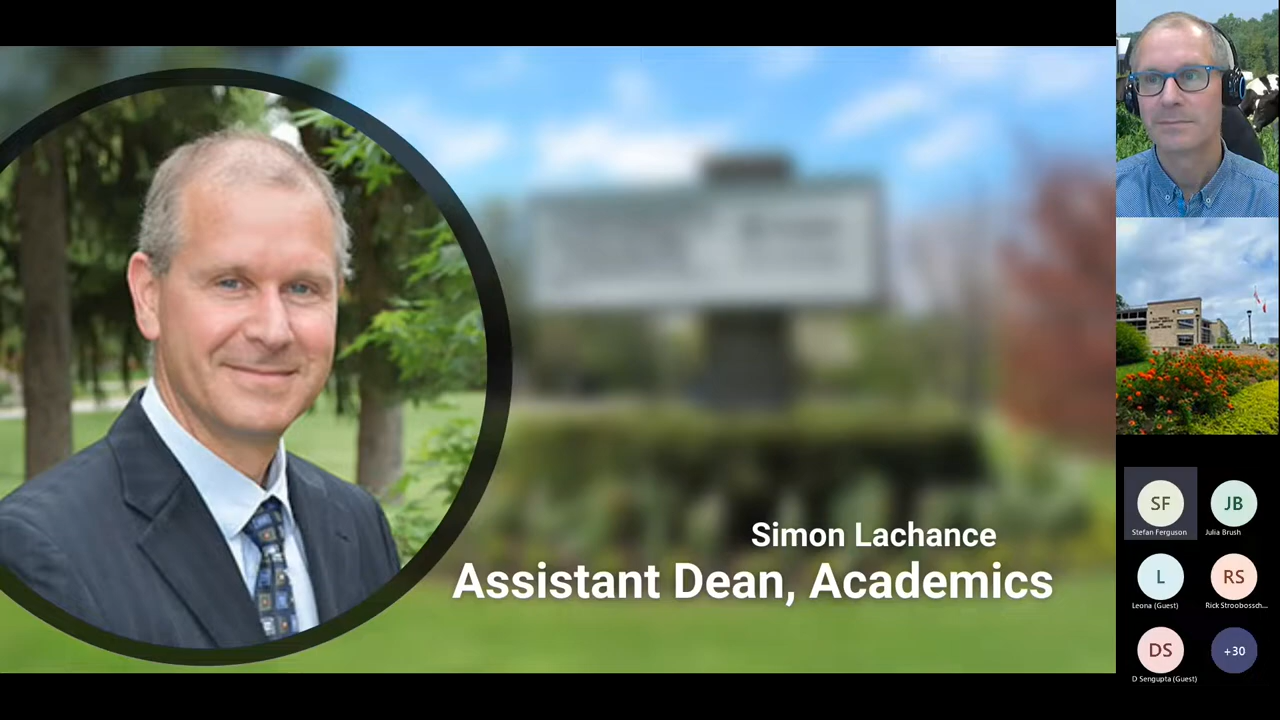 Simon Lachance
Assistant Dean, Academics
SF
Stefan Ferguson
JB
Julia Brush
L
Leona (Guest)
RS
Rick Stroobossch...
DS
D Sengupta (Guest)
+30